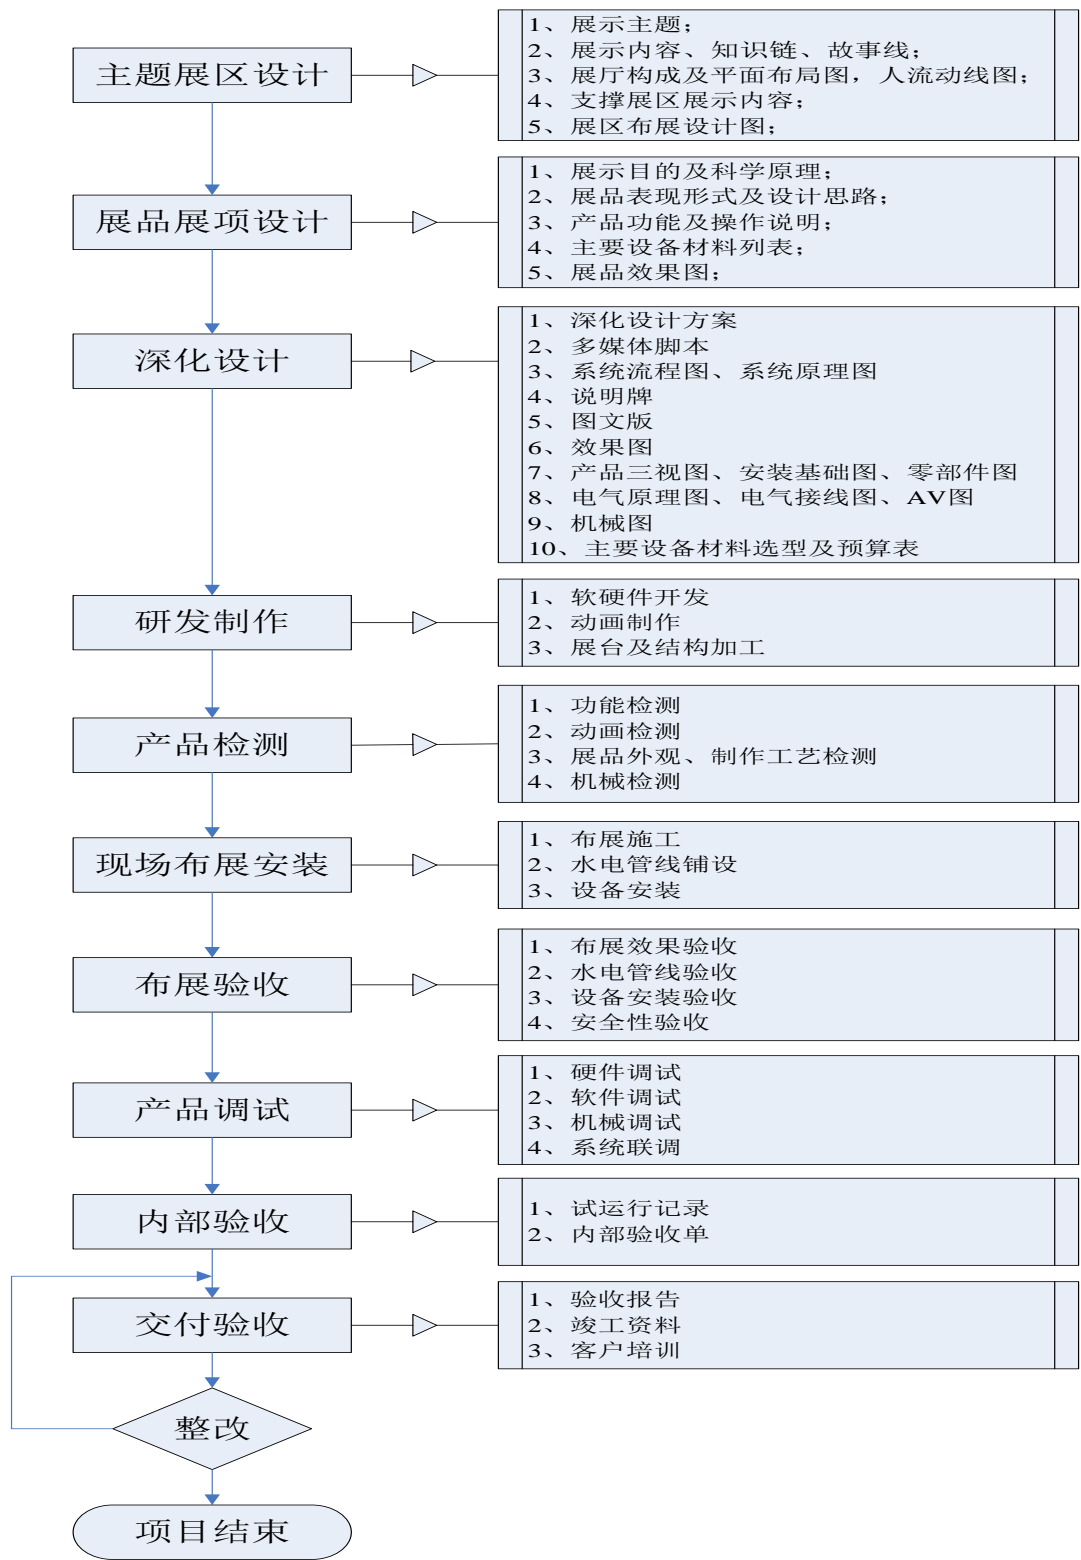 主题展区设计
1、展示主题；
2、展示内容、知识链、故事线；
3、展厅构成及平面布局图，人流动线图；
4、支撑展区展示内容；
5、展区布展设计图；
展品展项设计
1、展示目的及科学原理；
2、展品表现形式及设计思路；
3、产品功能及操作说明；
4、主要设备材料列表；
5、展品效果图；
深化设计
1、深化设计方案
2、多媒体脚本
3、系统流程图、系统原理图
4、说明牌
5、图文版
6、效果图
7、产品三视图、安装基础图、零部件图
8、电气原理图、电气接线图、AV图
9、机械图
10、主要设备材料选型及预算表
研发制作
1、软硬件开发
2、动画制作
3、展台及结构加工
产品检测
1、功能检测
2、动画检测
3、展品外观、制作工艺检测
4、机械检测
现场布展安装
1、布展施工
2、水电管线铺设
3、设备安装
布展验收
1、布展效果验收
2、水电管线验收
3、设备安装验收
4、安全性验收
产品调试
1、硬件调试
2、软件调试
3、机械调试
4、系统联调
内部验收
1、试运行记录
2、内部验收单
交付验收
1、验收报告
2、竣工资料
3、客户培训
整改
项目结束